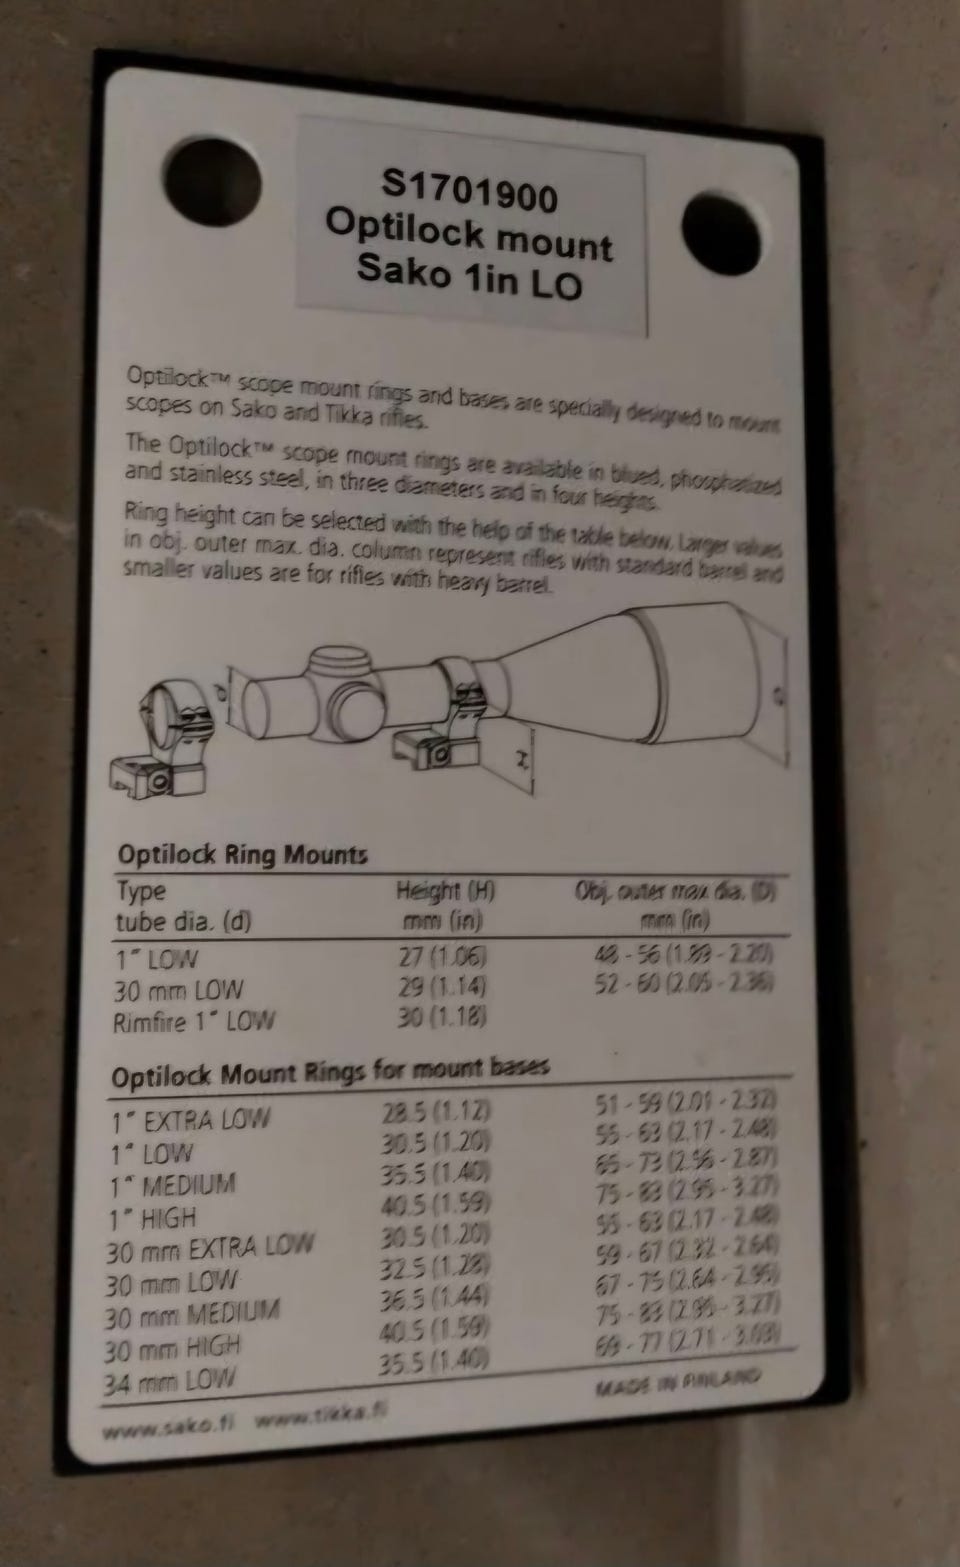 S1701900
Optilock mount
Sako 1in LO
Optilock™ scope mount rings and bases are specially designed to mount
scopes on Sako and Tikka rifles.
The Optilock™ scope mount rings are available in blued, phosphatized
and stainless steel, in three diameters and in four heights.
Ring height can be selected with the help of the table below. Larger values
in obj. outer max. dia. column represent rifles with standard barrel and
smaller values are for rifles with heavy barrel.
d
H
D
Optilock Ring Mounts
Type Height (H) Obj. outer max dia. (D)
tube dia. (d) mm (in) mm (in)
1" LOW 27 (1.06) 48 - 56 (1.89 - 2.20)
30 mm LOW 29 (1.14) 52 - 60 (2.05 - 2.36)
Rimfire 1" LOW 30 (1.18)
Optilock Mount Rings for mount bases
1" EXTRA LOW 28.5 (1.12) 51 - 59 (2.01 - 2.32)
1" LOW 30.5 (1.20) 55 - 63 (2.17 - 2.48)
1" MEDIUM 35.5 (1.40) 65 - 73 (2.56 - 2.87)
1" HIGH 40.5 (1.59) 75 - 83 (2.95 - 3.27)
30 mm EXTRA LOW 30.5 (1.20) 55 - 63 (2.17 - 2.48)
30 mm LOW 32.5 (1.28) 59 - 67 (2.32 - 2.64)
30 mm MEDIUM 36.5 (1.44) 67 - 75 (2.64 - 2.95)
30 mm HIGH 40.5 (1.59) 75 - 83 (2.95 - 3.27)
34 mm LOW 35.5 (1.40) 69 - 77 (2.71 - 3.03)
www.sako.fi www.tikka.fi MADE IN FINLAND